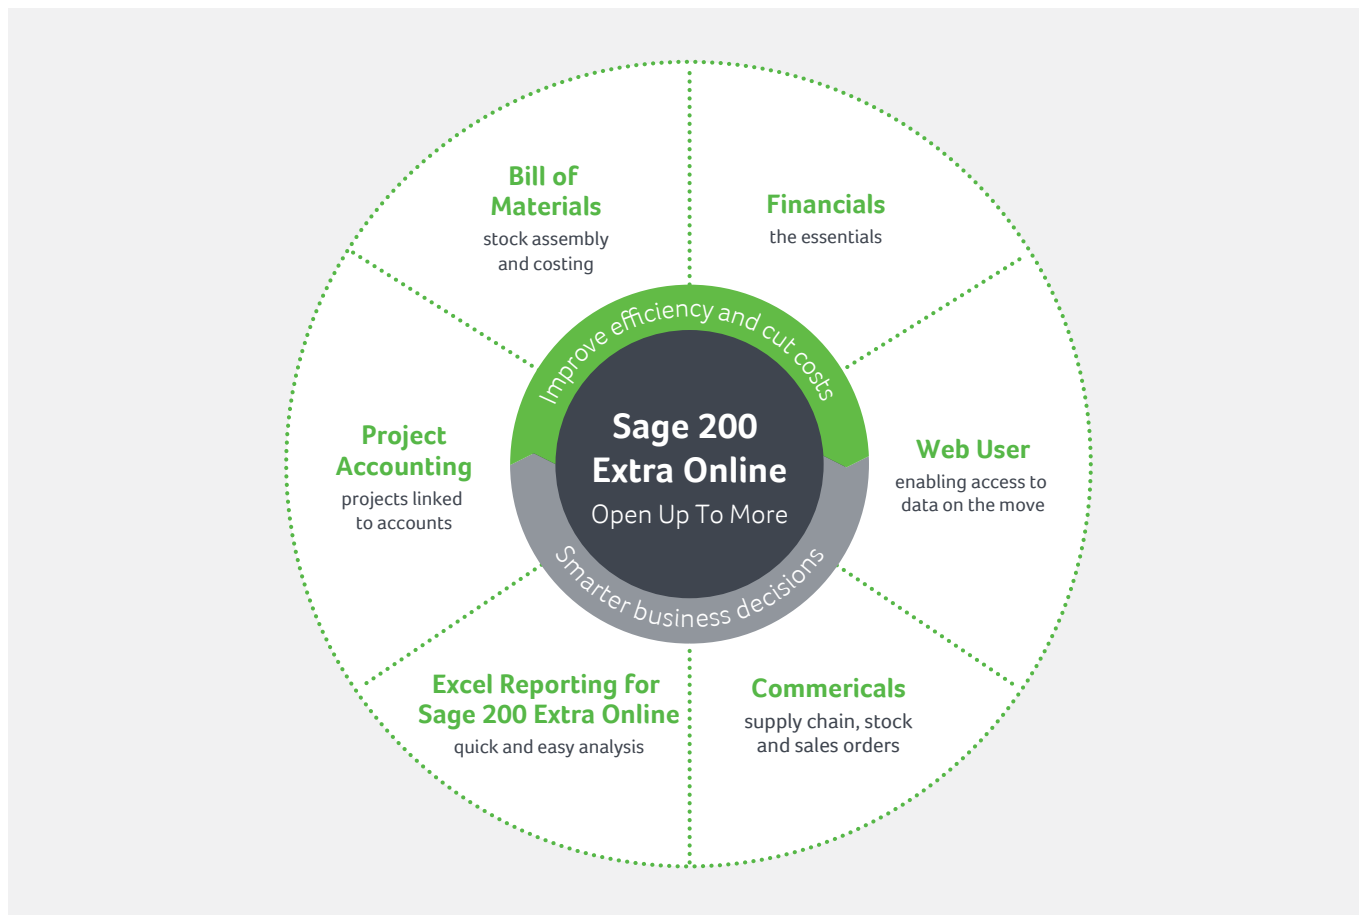 Bill of
Materials
stock assembly
and costing
Financials
the essentials
Improve efficiency and cut costs
Sage 200
Extra Online
Open Up To More
Smarter business decisions
Project
Accounting
projects linked
to accounts
Web User
enabling access to
data on the move
Excel Reporting for
Sage 200 Extra Online
quick and easy analysis
Commericals
supply chain, stock
and sales orders